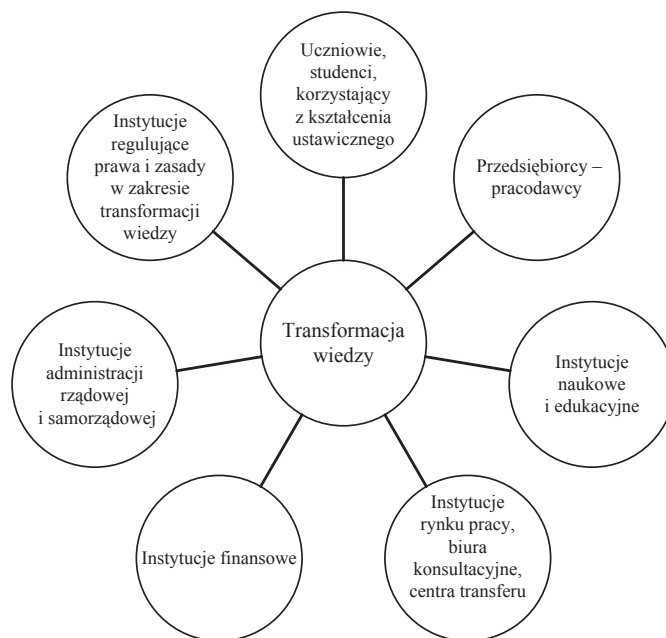 Uczniowie,
studenci,
korzystający
z kształcenia
ustawicznego
Przedsiębiorcy –
pracodawcy
Instytucje
naukowe
i edukacyjne
Instytucje
rynku pracy,
biura
konsultacyjne,
centra transferu
Instytucje finansowe
Instytucje
administracji
rządowej
i samorządowej
Instytucje
regulujące
prawa i zasady
w zakresie
transformacji
wiedzy
Transformacja
wiedzy